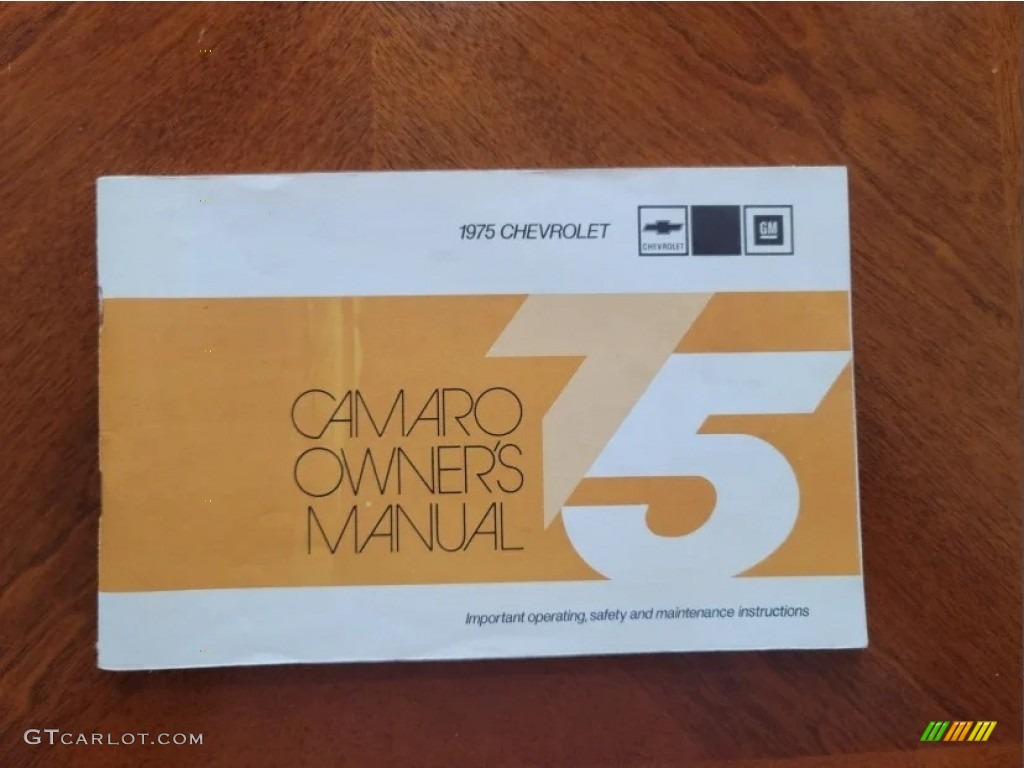 1975 CHEVROLET
CHEVROLET
GM
75
CAMARO
OWNER'S
MANUAL
Important operating, safety and maintenance instructions
GTCARLOT.COM